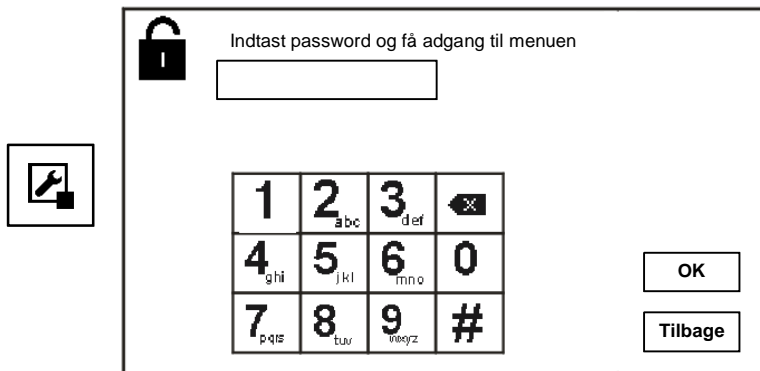 Indtast password og få adgang til menuen
1 2 abc 3 def x
4 ghi 5 jkl 6 mno 0
7 pqrs 8 tuv 9 wxyz #
OK
Tilbage